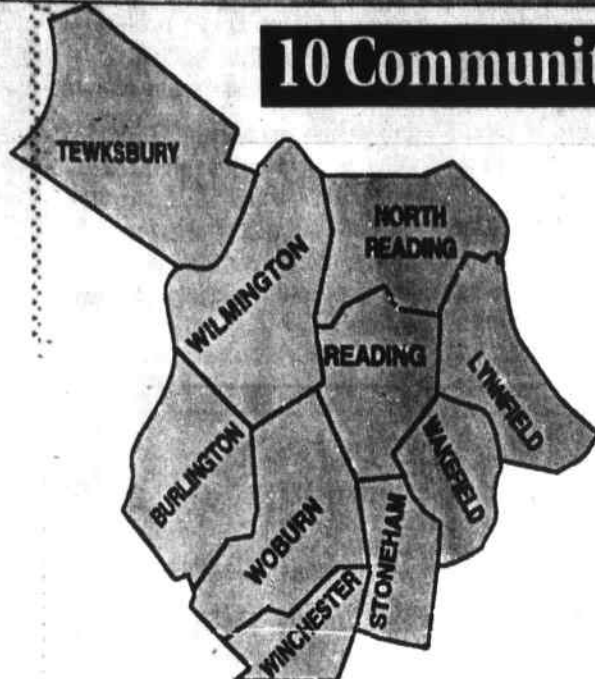 10 Communit
TEWKSBURY
NORTH
READING
WILMINGTON
READING
LYNNFIELD
BURLINGTON
WAKEFIELD
WOBURN
STONEHAM
WINCHESTER